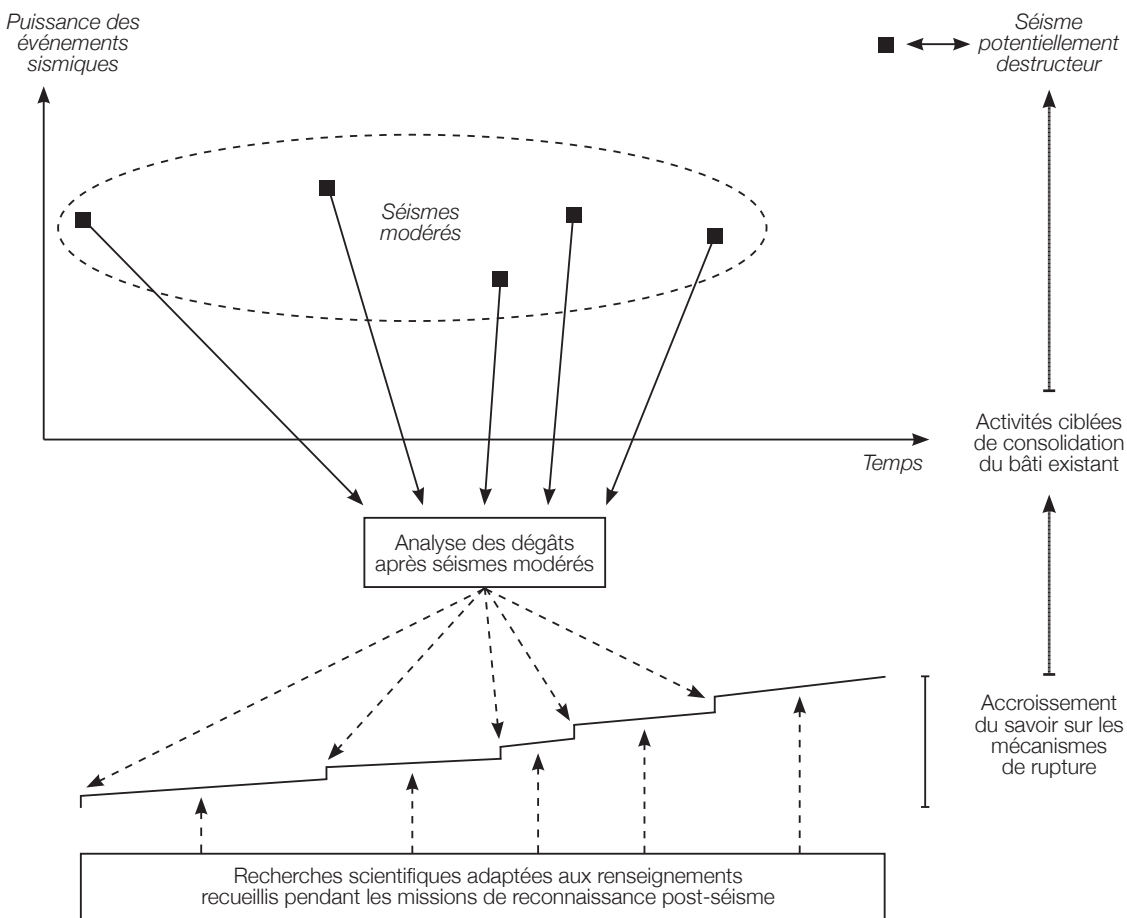 Puissance des
événements
sismiques
Séisme
potentiellement
destructeur
Séismes
modérés
Temps
Activités ciblées
de consolidation
du bâti existant
Analyse des dégâts
après séismes modérés
Accroissement
du savoir sur les
mécanismes
de rupture
Recherches scientifiques adaptées aux renseignements
recueillis pendant les missions de reconnaissance post-séisme